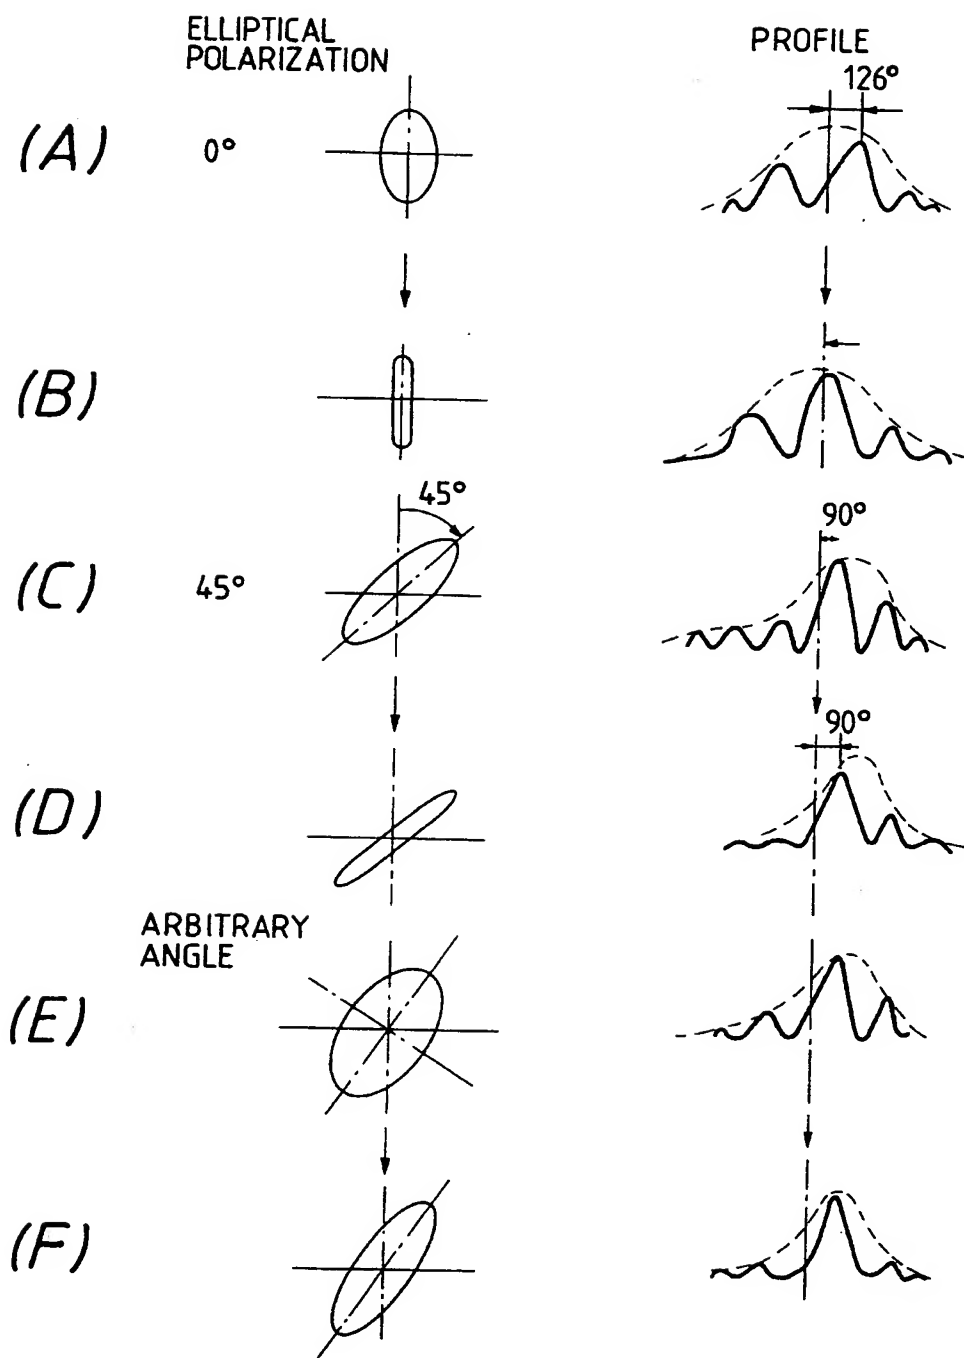 ELLIPTICAL
POLARIZATION
PROFILE
126°
(A)
0°
(B)
45°
(C)
45°
90°
90°
(D)
ARBITRARY
ANGLE
(E)
(F)